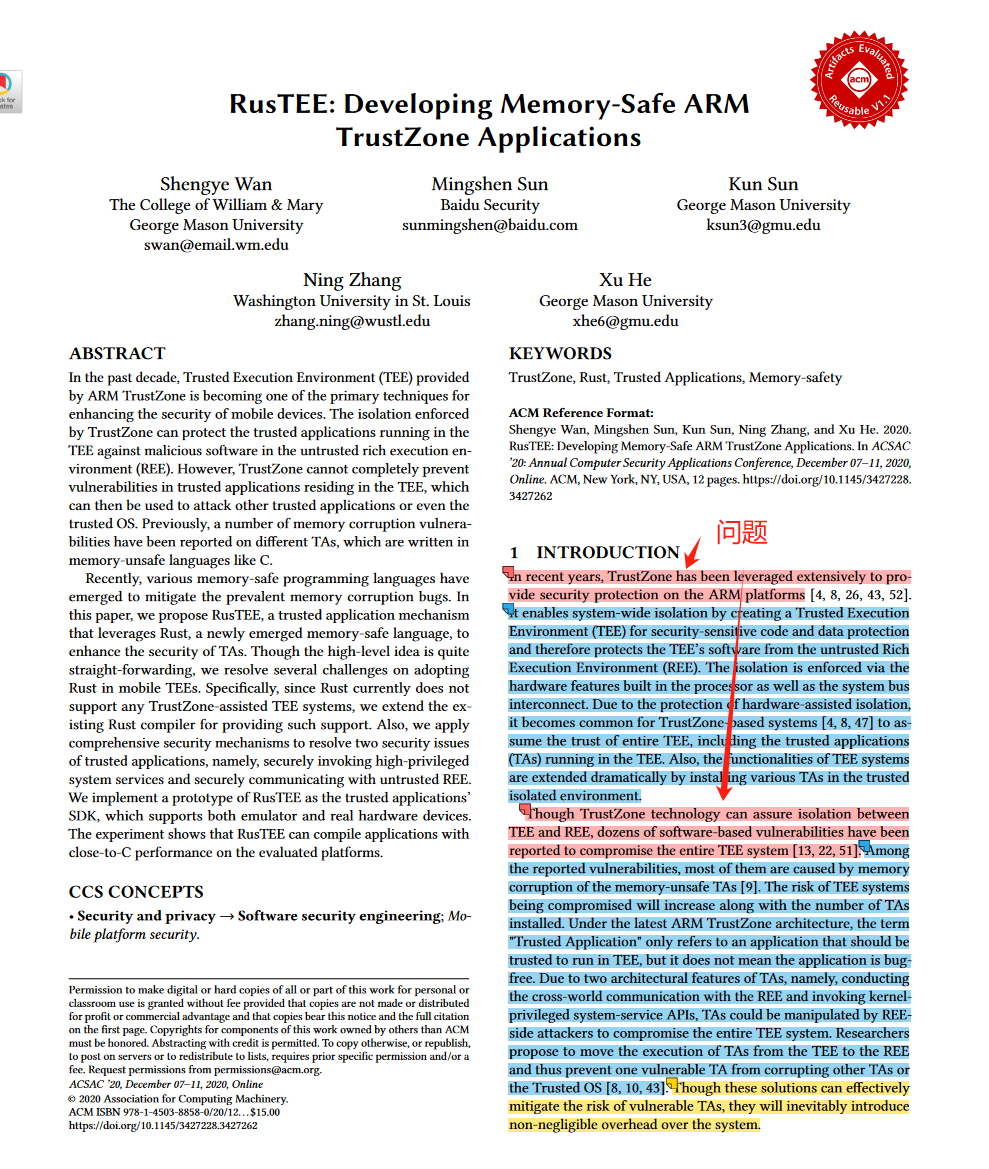 Artifacts Evaluated
acm
Reusable V1.1
RusTEE: Developing Memory-Safe ARM
TrustZone Applications
Shengye Wan
The College of William & Mary
George Mason University
swan@email.wm.edu
Mingshen Sun
Baidu Security
sunmingshen@baidu.com
Kun Sun
George Mason University
ksun3@gmu.edu
Ning Zhang
Washington University in St. Louis
zhang.ning@wustl.edu
Xu He
George Mason University
xhe6@gmu.edu
ABSTRACT
In the past decade, Trusted Execution Environment (TEE) provided
by ARM TrustZone is becoming one of the primary techniques for
enhancing the security of mobile devices. The isolation enforced
by TrustZone can protect the trusted applications running in the
TEE against malicious software in the untrusted rich execution en-
vironment (REE). However, TrustZone cannot completely prevent
vulnerabilities in trusted applications residing in the TEE, which
can then be used to attack other trusted applications or even the
trusted OS. Previously, a number of memory corruption vulnera-
bilities have been reported on different TAs, which are written in
memory-unsafe languages like C.
Recently, various memory-safe programming languages have
emerged to mitigate the prevalent memory corruption bugs. In
this paper, we propose RusTEE, a trusted application mechanism
that leverages Rust, a newly emerged memory-safe language, to
enhance the security of TAs. Though the high-level idea is quite
straight-forwarding, we resolve several challenges on adopting
Rust in mobile TEEs. Specifically, since Rust currently does not
support any TrustZone-assisted TEE systems, we extend the ex-
isting Rust compiler for providing such support. Also, we apply
comprehensive security mechanisms to resolve two security issues
of trusted applications, namely, securely invoking high-privileged
system services and securely communicating with untrusted REE.
We implement a prototype of RusTEE as the trusted applications'
SDK, which supports both emulator and real hardware devices.
The experiment shows that RusTEE can compile applications with
close-to-C performance on the evaluated platforms.
CCS CONCEPTS
• Security and privacy → Software security engineering; Mo-
bile platform security.
Permission to make digital or hard copies of all or part of this work for personal or
classroom use is granted without fee provided that copies are not made or distributed
for profit or commercial advantage and that copies bear this notice and the full citation
on the first page. Copyrights for components of this work owned by others than ACM
must be honored. Abstracting with credit is permitted. To copy otherwise, or republish,
to post on servers or to redistribute to lists, requires prior specific permission and/or a
fee. Request permissions from permissions@acm.org.
ACSAC '20, December 07–11, 2020, Online
© 2020 Association for Computing Machinery.
ACM ISBN 978-1-4503-8858-0/20/12...$15.00
https://doi.org/10.1145/3427228.3427262
KEYWORDS
TrustZone, Rust, Trusted Applications, Memory-safety
ACM Reference Format:
Shengye Wan, Mingshen Sun, Kun Sun, Ning Zhang, and Xu He. 2020.
RusTEE: Developing Memory-Safe ARM TrustZone Applications. In ACSAC
'20: Annual Computer Security Applications Conference, December 07–11, 2020,
Online. ACM, New York, NY, USA, 12 pages. https://doi.org/10.1145/3427228.
3427262
问题
1 INTRODUCTION
In recent years, TrustZone has been leveraged extensively to pro-
vide security protection on the ARM platforms [4, 8, 26, 43, 52].
It enables system-wide isolation by creating a Trusted Execution
Environment (TEE) for security-sensitive code and data protection
and therefore protects the TEE's software from the untrusted Rich
Execution Environment (REE). The isolation is enforced via the
hardware features built in the processor as well as the system bus
interconnect. Due to the protection of hardware-assisted isolation,
it becomes common for TrustZone-based systems [4, 8, 47] to as-
sume the trust of entire TEE, including the trusted applications
(TAs) running in the TEE. Also, the functionalities of TEE systems
are extended dramatically by installing various TAs in the trusted
isolated environment.
Though TrustZone technology can assure isolation between
TEE and REE, dozens of software-based vulnerabilities have been
reported to compromise the entire TEE system [13, 22, 51]. Among
the reported vulnerabilities, most of them are caused by memory
corruption of the memory-unsafe TAs [9]. The risk of TEE systems
being compromised will increase along with the number of TAs
installed. Under the latest ARM TrustZone architecture, the term
"Trusted Application" only refers to an application that should be
trusted to run in TEE, but it does not mean the application is bug-
free. Due to two architectural features of TAs, namely, conducting
the cross-world communication with the REE and invoking kernel-
privileged system-service APIs, TAs could be manipulated by REE-
side attackers to compromise the entire TEE system. Researchers
propose to move the execution of TAs from the TEE to the REE
and thus prevent one vulnerable TA from corrupting other TAs or
the Trusted OS [8, 10, 43]. Though these solutions can effectively
mitigate the risk of vulnerable TAs, they will inevitably introduce
non-negligible overhead over the system.